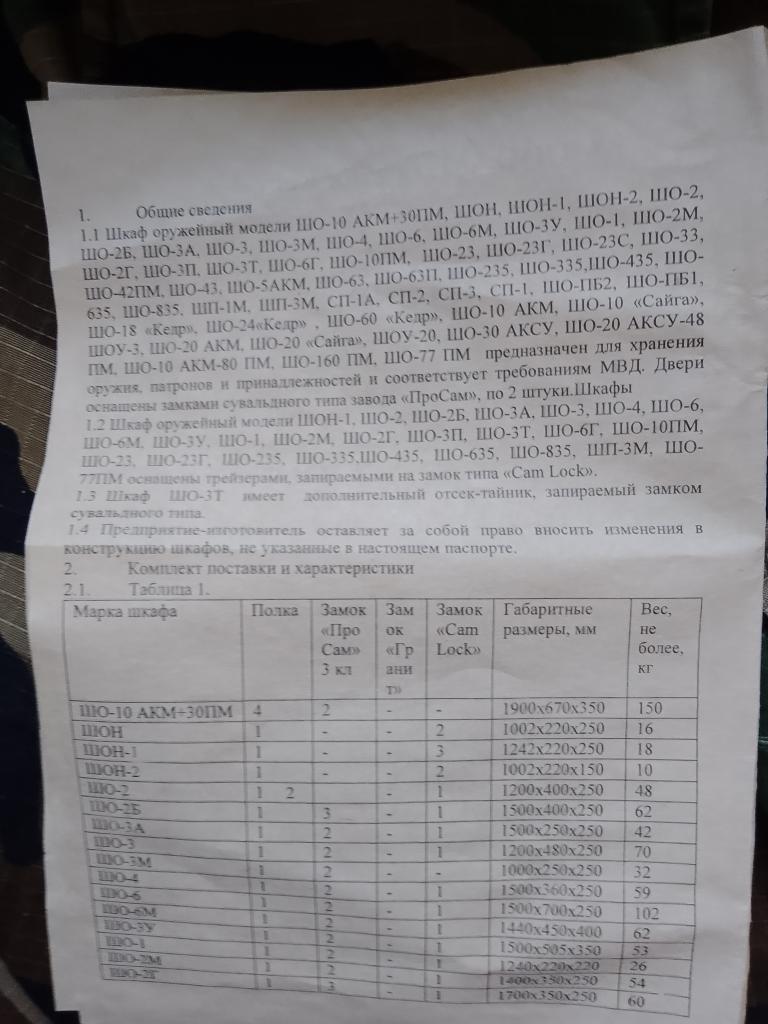 1. Общие сведения
1.1 Шкаф оружейный модели ШО-10 АКМ+30ПМ, ШОН, ШОН-1, ШОН-2, ШО-2,
ШО-2Б, ШО-3А, ШО-3, ШО-3М, ШО-4, ШО-6, ШО-6М, ШО-3У, ШО-1, ШО-2М,
ШО-2Г, ШО-3П, ШО-3Т, ШО-6Г, ШО-10ПМ, ШО-23, ШО-23Г, ШО-23С, ШО-33,
ШО-42ПМ, ШО-43, ШО-5АКМ, ШО-63, ШО-63П, ШО-235, ШО-335,ШО-435, ШО-
635, ШО-835, ШП-1М, ШП-3М, СП-1А, СП-2, СП-3, СП-1, ШО-ПБ2, ШО-ПБ1,
ШО-18 «Кедр», ШО-24«Кедр» , ШО-60 «Кедр», ШО-10 АКМ, ШО-10 «Сайга»,
ШОУ-3, ШО-20 АКМ, ШО-20 «Сайга», ШОУ-20, ШО-30 АКСУ, ШО-20 АКСУ-48
ПМ, ШО-10 АКМ-80 ПМ, ШО-160 ПМ, ШО-77 ПМ предназначен для хранения
оружия, патронов и принадлежностей и соответствует требованиям МВД. Двери
оснащены замками сувальдного типа завода «ПроСам», по 2 штуки.Шкафы
1.2 Шкаф оружейный модели ШОН-1, ШО-2, ШО-2Б, ШО-3А, ШО-3, ШО-4, ШО-6,
ШО-6М, ШО-3У, ШО-1, ШО-2М, ШО-2Г, ШО-3П, ШО-3Т, ШО-6Г, ШО-10ПМ,
ШО-23, ШО-23Г, ШО-235, ШО-335,ШО-435, ШО-635, ШО-835, ШП-3М, ШО-
77ПМ оснащены трейзерами, запираемыми на замок типа «Cam Lock».
1.3 Шкаф ШО-3Т имеет дополнительный отсек-тайник, запираемый замком
сувальдного типа.
1.4 Предприятие-изготовитель оставляет за собой право вносить изменения в
конструкцию шкафов, не указанные в настоящем паспорте.
2. Комплект поставки и характеристики
2.1. Таблица 1.
Марка шкафа Полка Замок Зам Замок Габаритные Вес,
«Про ок «Cam размеры, мм не
Сам» «Гр Lock» более,
3 кл ани кг
т»
ШО-10 АКМ+30ПМ 4 2 - - 1900х670х350 150
ШОН 1 - - 2 1002х220х250 16
ШОН-1 1 - - 3 1242х220х250 18
ШОН-2 1 - - 2 1002х220х150 10
ШО-2 1 2 - 1 1200х400х250 48
ШО-2Б 1 3 - 1 1500х400х250 62
ШО-3А 1 2 - 1 1500х250х250 42
ШО-3 1 2 - 1 1200х480х250 70
ШО-3М 1 2 - - 1000х250х250 32
ШО-4 1 2 - 1 1500х360х250 59
ШО-6 1 2 - 1 1500х700х250 102
ШО-6М 1 2 - 1 1440х450х400 62
ШО-3У 1 2 - 1 1500х505х350 53
ШО-1 1 2 - 1 1240х220х220 26
ШО-2М 1 2 - 1 1400х350х250 54
ШО-2Г 1 3 - 1 1700х350х250 60